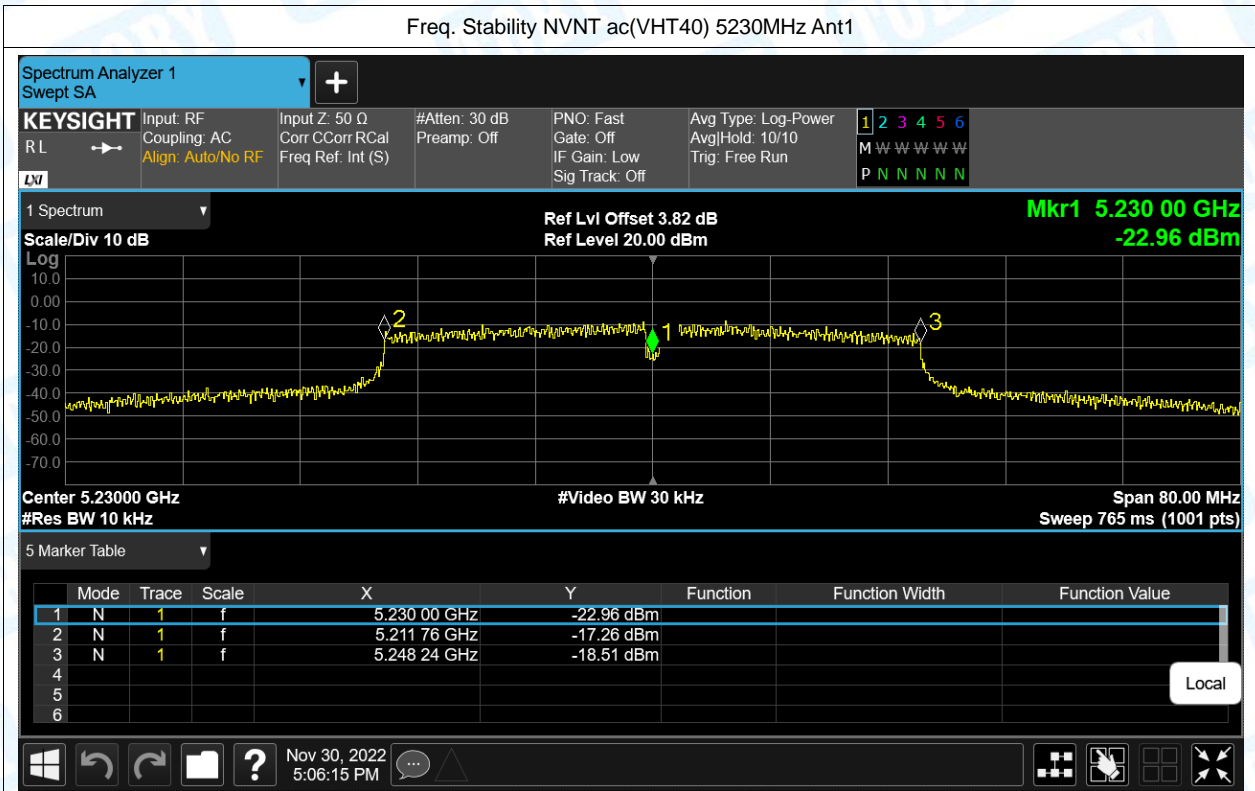 Freq. Stability NVNT ac(VHT40) 5230MHz Ant1
Spectrum Analyzer 1
Swept SA
+
KEYSIGHT
RL
LXI
Input: RF
Coupling: AC
Align: Auto/No RF
Input Z: 50 Ω
Corr CCorr RCal
Freq Ref: Int (S)
#Atten: 30 dB
Preamp: Off
PNO: Fast
Gate: Off
IF Gain: Low
Sig Track: Off
Avg Type: Log-Power
Avg|Hold: 10/10
Trig: Free Run
1 2 3 4 5 6
M W W W W W W
P N N N N N N
1 Spectrum
Scale/Div 10 dB
Ref Lvl Offset 3.82 dB
Ref Level 20.00 dBm
Mkr1 5.230 00 GHz
-22.96 dBm
Log
10.0
0.00
-10.0
-20.0
-30.0
-40.0
-50.0
-60.0
-70.0
2
1
3
Center 5.23000 GHz
#Res BW 10 kHz
#Video BW 30 kHz
Span 80.00 MHz
Sweep 765 ms (1001 pts)
5 Marker Table
Mode Trace Scale X Y Function Function Width Function Value
1 N 1 f 5.230 00 GHz -22.96 dBm
2 N 1 f 5.211 76 GHz -17.26 dBm
3 N 1 f 5.248 24 GHz -18.51 dBm
4
5
6
Local
?
Nov 30, 2022
5:06:15 PM